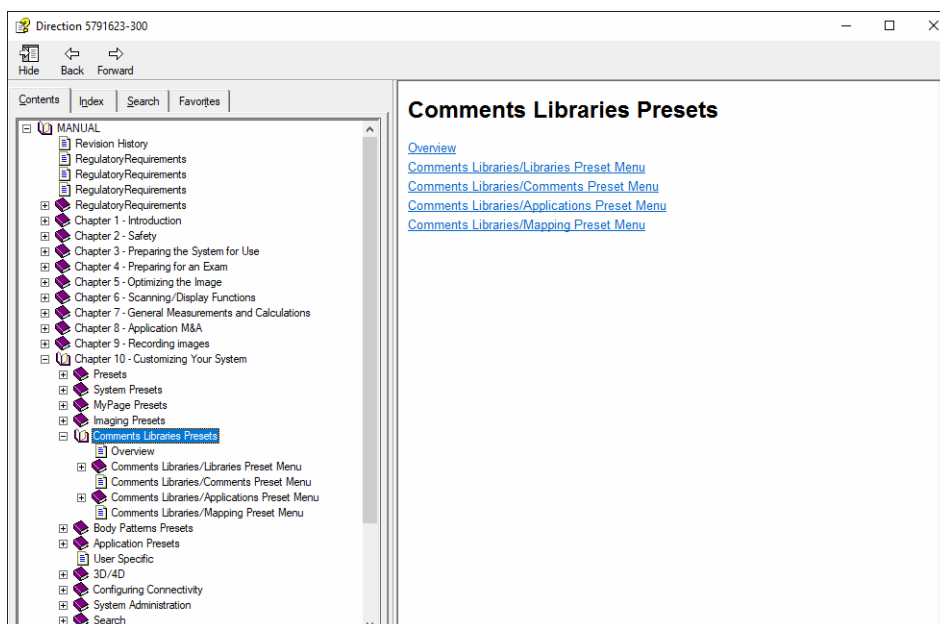 Direction 5791623-300
Hide Back Forward
Contents Index Search Favorites
MANUAL
Revision History
RegulatoryRequirements
RegulatoryRequirements
RegulatoryRequirements
RegulatoryRequirements
Chapter 1 - Introduction
Chapter 2 - Safety
Chapter 3 - Preparing the System for Use
Chapter 4 - Preparing for an Exam
Chapter 5 - Optimizing the Image
Chapter 6 - Scanning/Display Functions
Chapter 7 - General Measurements and Calculations
Chapter 8 - Application M&A
Chapter 9 - Recording images
Chapter 10 - Customizing Your System
Presets
System Presets
MyPage Presets
Imaging Presets
Comments Libraries Presets
Overview
Comments Libraries/Libraries Preset Menu
Comments Libraries/Comments Preset Menu
Comments Libraries/Applications Preset Menu
Comments Libraries/Mapping Preset Menu
Body Patterns Presets
Application Presets
User Specific
3D/4D
Configuring Connectivity
System Administration
Search
Comments Libraries Presets
Overview
Comments Libraries/Libraries Preset Menu
Comments Libraries/Comments Preset Menu
Comments Libraries/Applications Preset Menu
Comments Libraries/Mapping Preset Menu